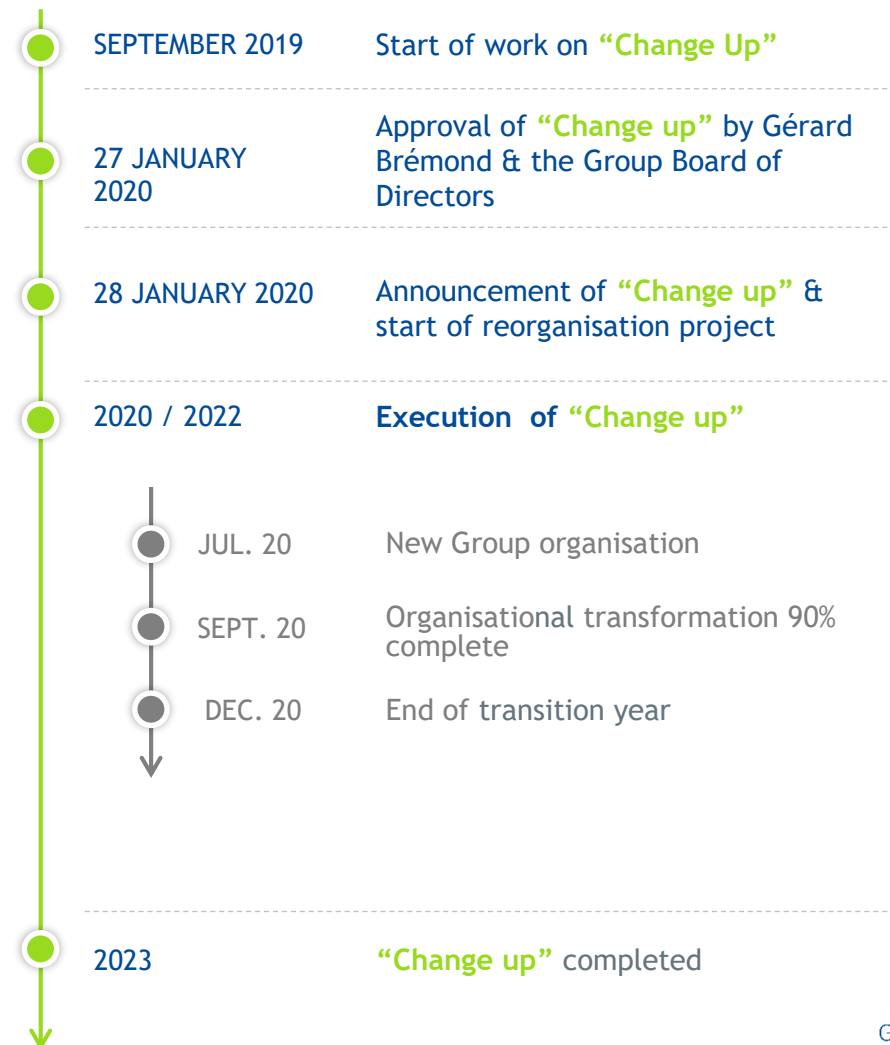 SEPTEMBER 2019 Start of work on “Change Up”
Approval of “Change up” by Gérard
27 JANUARY Brémond & the Group Board of
2020 Directors
28 JANUARY 2020 Announcement of “Change up” &
start of reorganisation project
2020 / 2022 Execution of “Change up”
JUL. 20 New Group organisation
SEPT. 20 Organisational transformation 90%
complete
DEC. 20 End of transition year
2023 “Change up” completed